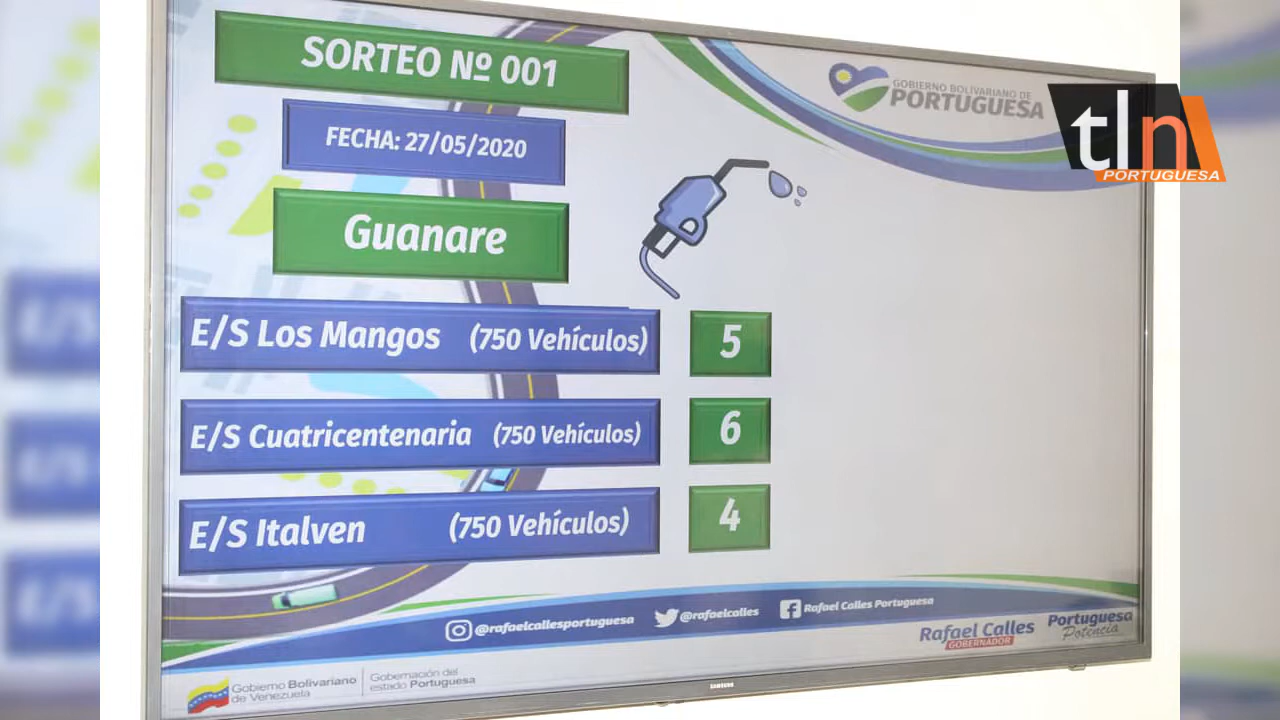 SORTEO Nº 001
FECHA: 27/05/2020
Guanare
GOBIERNO BOLIVARIANO DE
PORTUGUESA
tln
PORTUGUESA
E/S Los Mangos (750 Vehículos) 5
E/S Cuatricentenaria (750 Vehículos) 6
E/S Italven (750 Vehículos) 4
@rafaelcallesportuguesa @rafaelcalles Rafael Calles Portuguesa
Rafael Calles
GOBERNADOR
Portuguesa
Potencia
Gobierno Bolivariano
de Venezuela
Gobernación del
estado Portuguesa
SAMSUNG